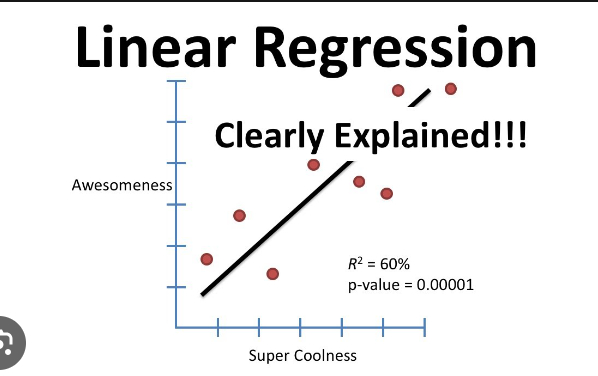 Linear Regression
Clearly Explained!!!
Awesomeness
R² = 60%
p-value = 0.00001
Super Coolness